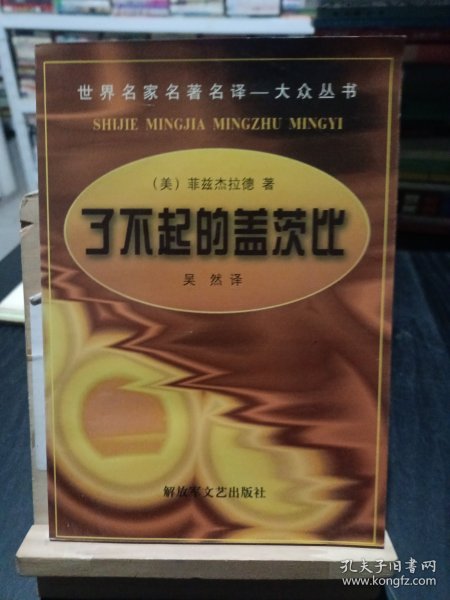 世界名家名著名译—大众丛书
SHIJIE MINGJIA MINGZHU MINGYI
（美）菲兹杰拉德 著
了不起的盖茨比
吴 然 译
解放军文艺出版社
孔夫子旧书网
www.kongfz.com